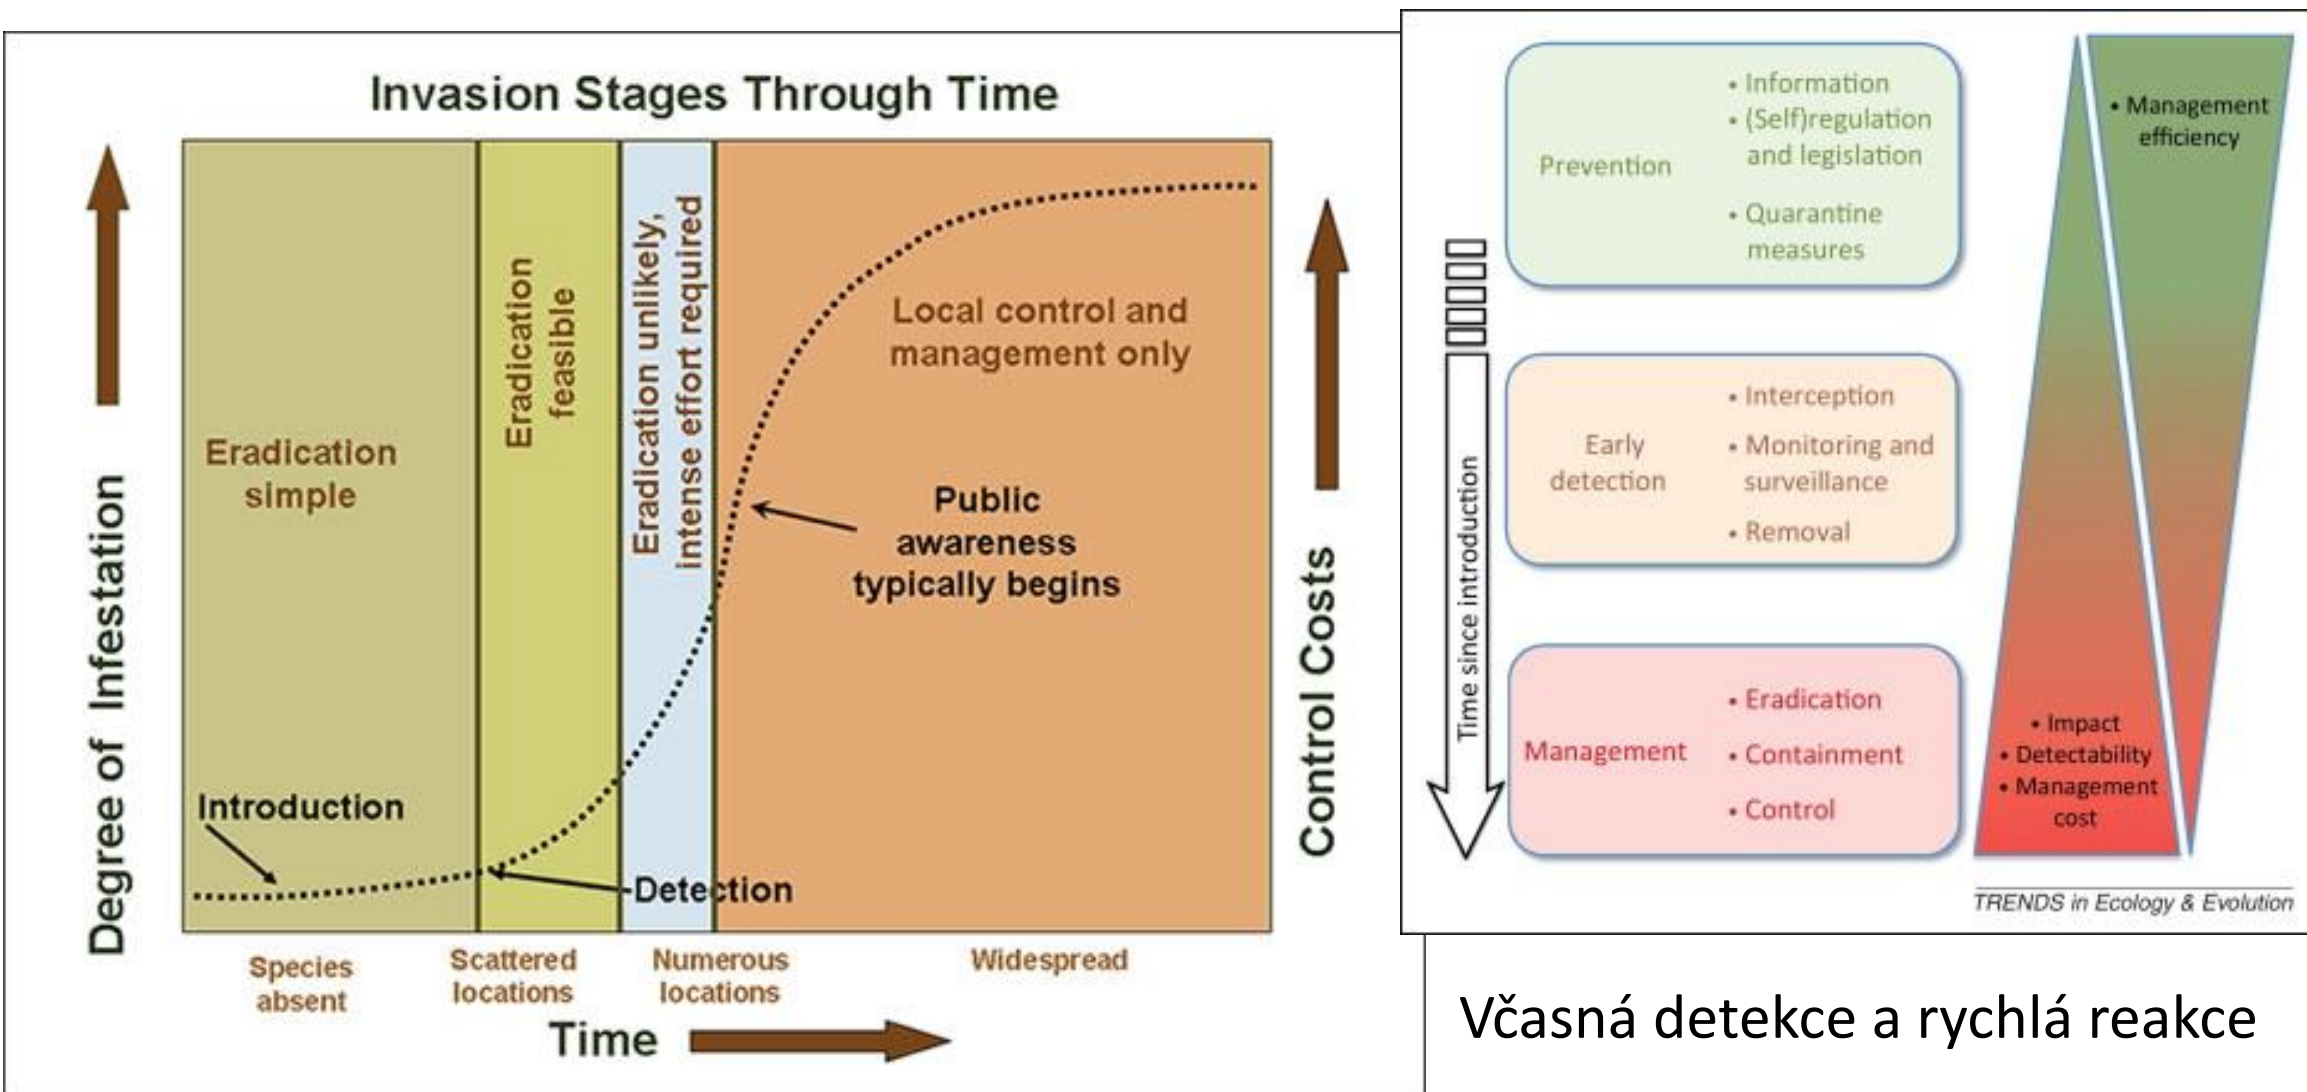 Invasion Stages Through Time
Degree of Infestation
Eradication
simple
Eradication
feasible
Eradication unlikely,
intense effort required
Local control and
management only
Public
awareness
typically begins
Introduction
Detection
Control Costs
Species
absent
Scattered
locations
Numerous
locations
Widespread
Time
Time since introduction
Prevention
• Information
• (Self)regulation
and legislation
• Quarantine
measures
Early
detection
• Interception
• Monitoring and
surveillance
• Removal
Management
• Eradication
• Containment
• Control
• Management
efficiency
• Impact
• Detectability
• Management
cost
TRENDS in Ecology & Evolution
Včasná detekce a rychlá reakce